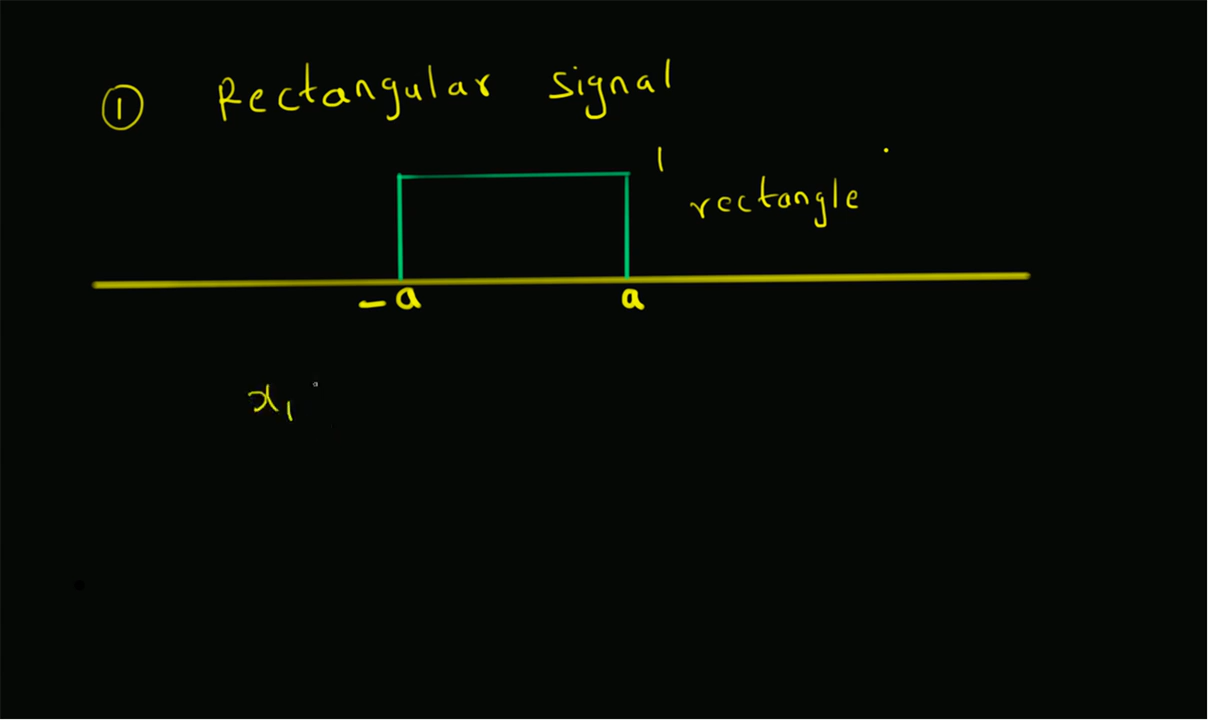 ① Rectangular signal
1
rectangle
-a a
x₁